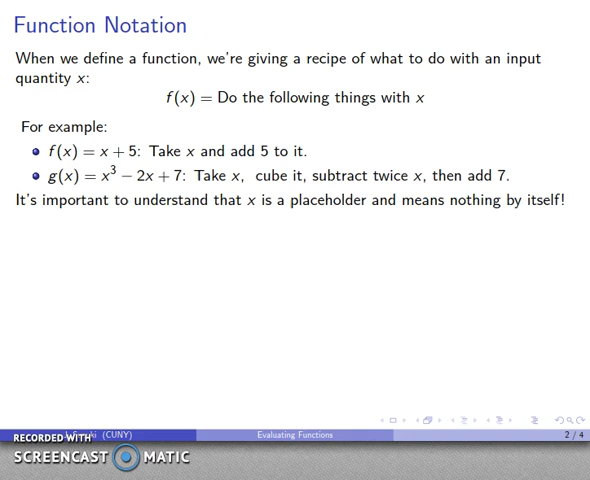 Function Notation
When we define a function, we're giving a recipe of what to do with an input
quantity x:
f(x) = Do the following things with x
For example:
f(x) = x + 5: Take x and add 5 to it.
g(x) = x³ − 2x + 7: Take x, cube it, subtract twice x, then add 7.
It's important to understand that x is a placeholder and means nothing by itself!
(CUNY)
Evaluating Functions
2 / 4
RECORDED WITH
SCREENCAST MATIC